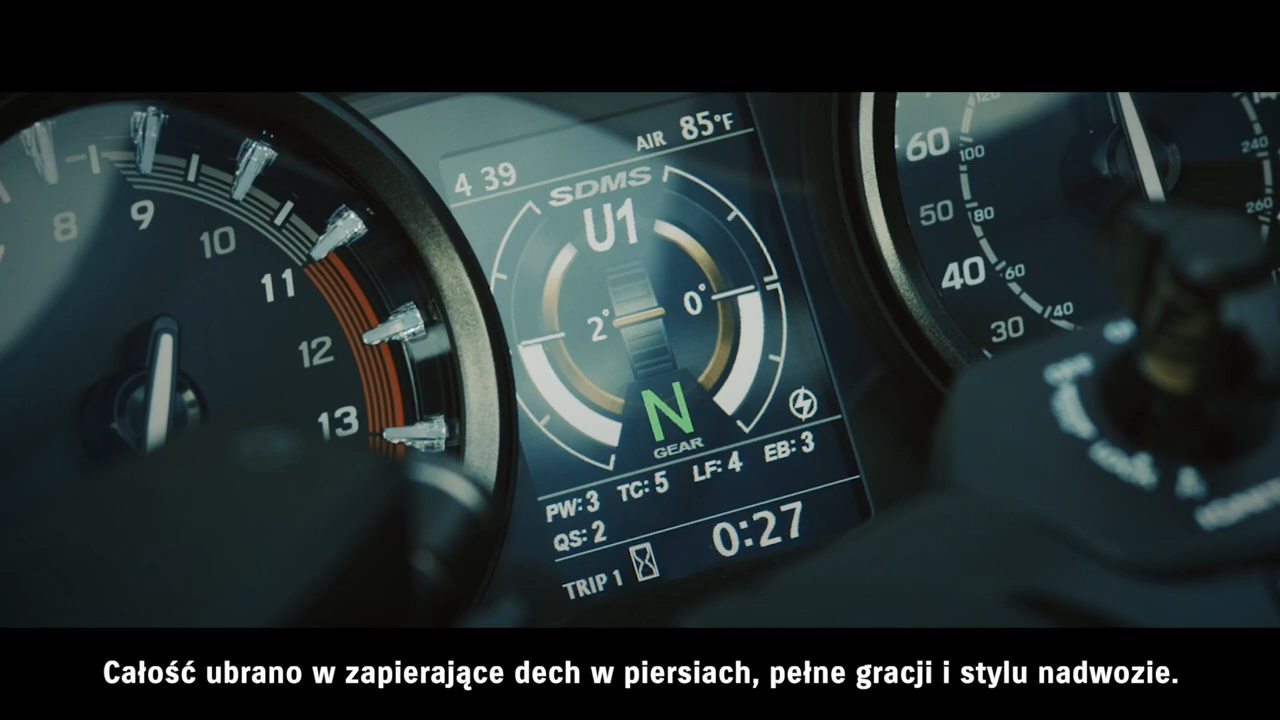 8
9
10
11
12
13
4 39
AIR 85°F
SDMS
U1
2°
0°
N
GEAR
PW: 3 TC: 5 LF: 4 EB: 3
QS: 2
TRIP 1 0:27
60
50
40
30
120
100
80
60
40
240
260
Całość ubrano w zapierające dech w piersiach, pełne gracji i stylu nadwozie.